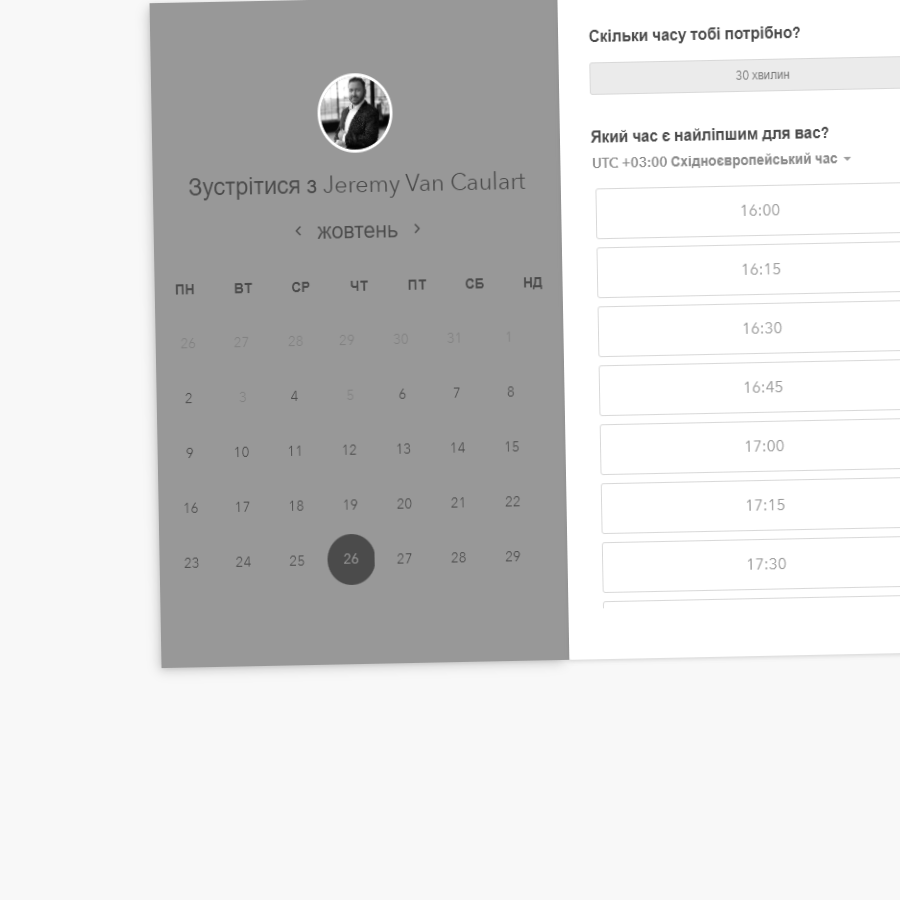 Зустрітися з Jeremy Van Caulart
‹ жовтень ›
ПН ВТ СР ЧТ ПТ СБ НД
26 27 28 29 30 31 1
2 3 4 5 6 7 8
9 10 11 12 13 14 15
16 17 18 19 20 21 22
23 24 25 26 27 28 29
Скільки часу тобі потрібно?
30 хвилин
Який час є найліпшим для вас?
UTC +03:00 Східноєвропейський час
16:00
16:15
16:30
16:45
17:00
17:15
17:30